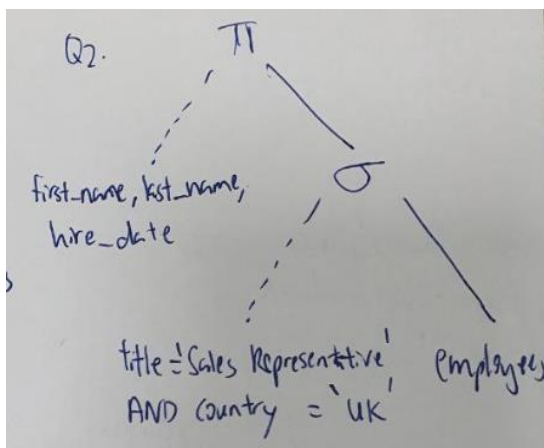 Q2.
π
first_name, last_name,
hire_date
σ
title = 'Sales Representative'
AND country = 'UK'
employees